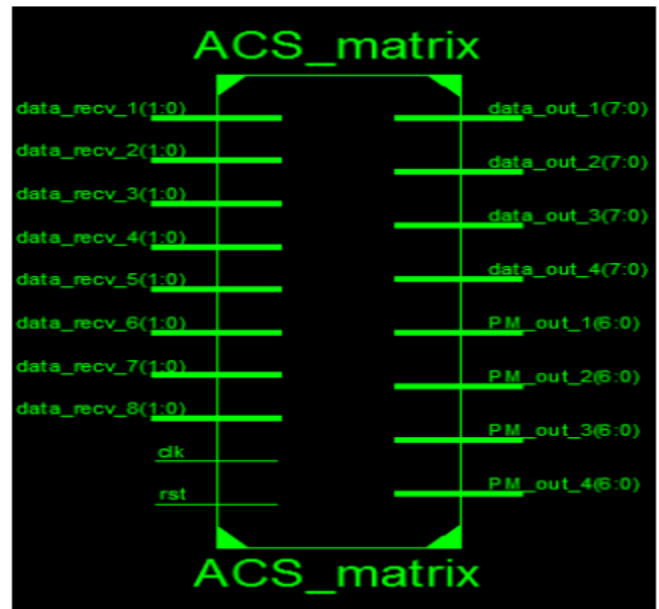 ACS_matrix
data_recv_1(1:0)
data_recv_2(1:0)
data_recv_3(1:0)
data_recv_4(1:0)
data_recv_5(1:0)
data_recv_6(1:0)
data_recv_7(1:0)
data_recv_8(1:0)
clk
rst
data_out_1(7:0)
data_out_2(7:0)
data_out_3(7:0)
data_out_4(7:0)
PM_out_1(6:0)
PM_out_2(6:0)
PM_out_3(6:0)
PM_out_4(6:0)
ACS_matrix